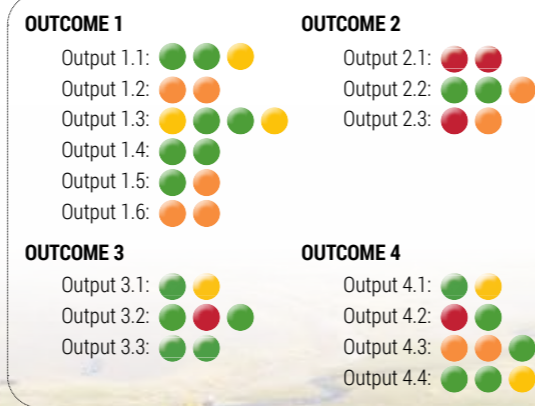 OUTCOME 1
Output 1.1:
Output 1.2:
Output 1.3:
Output 1.4:
Output 1.5:
Output 1.6:
OUTCOME 2
Output 2.1:
Output 2.2:
Output 2.3:
OUTCOME 3
Output 3.1:
Output 3.2:
Output 3.3:
OUTCOME 4
Output 4.1:
Output 4.2:
Output 4.3:
Output 4.4: